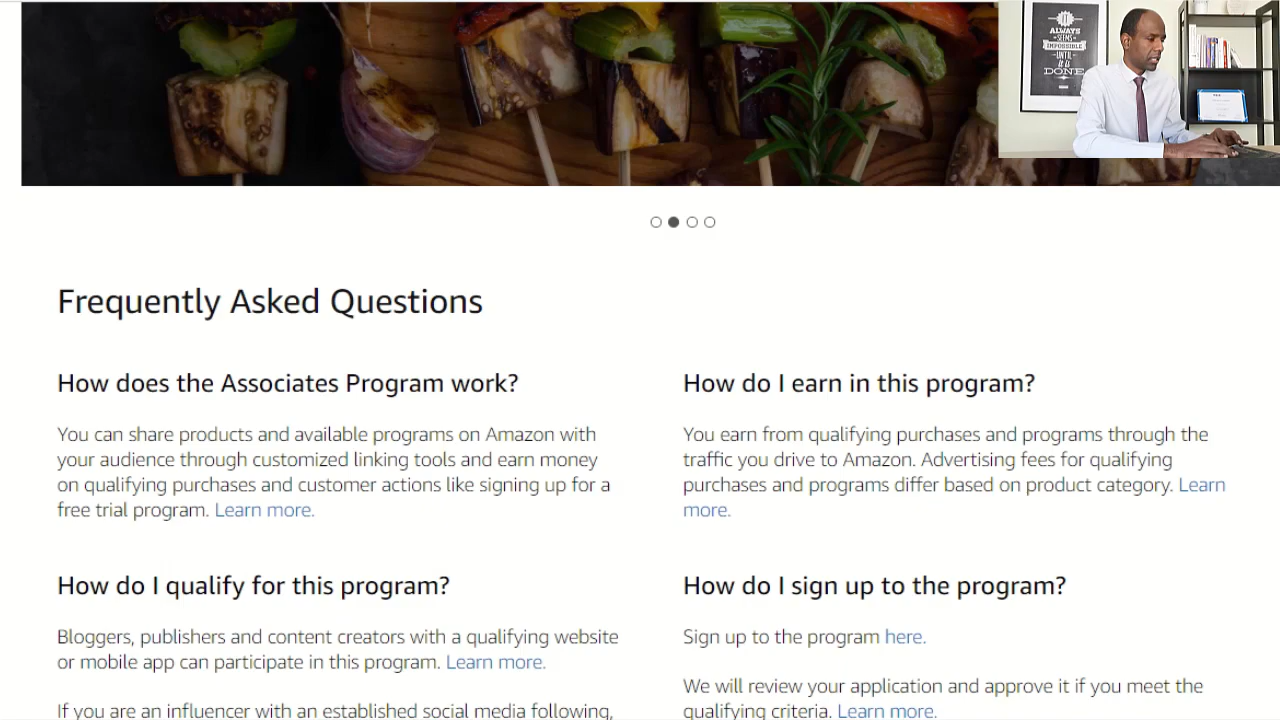 ALWAYS
SEEMS
IMPOSSIBLE
UNTIL
it is
DONE
Frequently Asked Questions
How does the Associates Program work?
You can share products and available programs on Amazon with
your audience through customized linking tools and earn money
on qualifying purchases and customer actions like signing up for a
free trial program. Learn more.
How do I earn in this program?
You earn from qualifying purchases and programs through the
traffic you drive to Amazon. Advertising fees for qualifying
purchases and programs differ based on product category. Learn
more.
How do I qualify for this program?
Bloggers, publishers and content creators with a qualifying website
or mobile app can participate in this program. Learn more.
If you are an influencer with an established social media following,
How do I sign up to the program?
Sign up to the program here.
We will review your application and approve it if you meet the
qualifying criteria. Learn more.